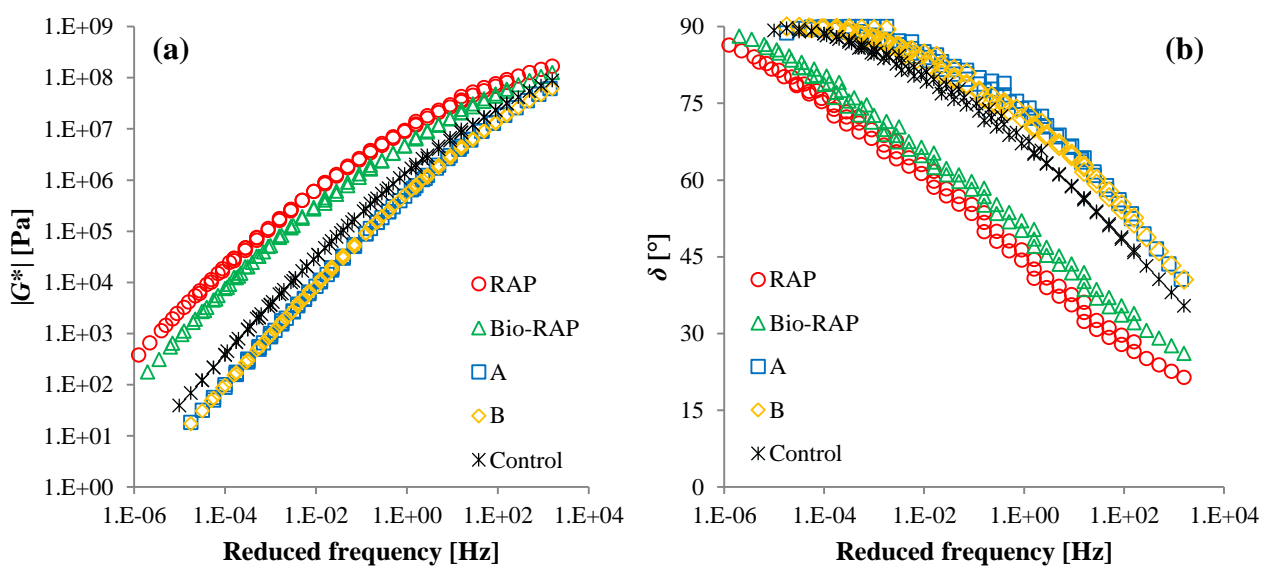 (a)
|G*| [Pa]
1.E+09
1.E+08
1.E+07
1.E+06
1.E+05
1.E+04
1.E+03
1.E+02
1.E+01
1.E+00
RAP
Bio-RAP
A
B
Control
1.E-06 1.E-04 1.E-02 1.E+00 1.E+02 1.E+04
Reduced frequency [Hz]
(b)
δ [°]
90
75
60
45
30
15
0
RAP
Bio-RAP
A
B
Control
1.E-06 1.E-04 1.E-02 1.E+00 1.E+02 1.E+04
Reduced frequency [Hz]